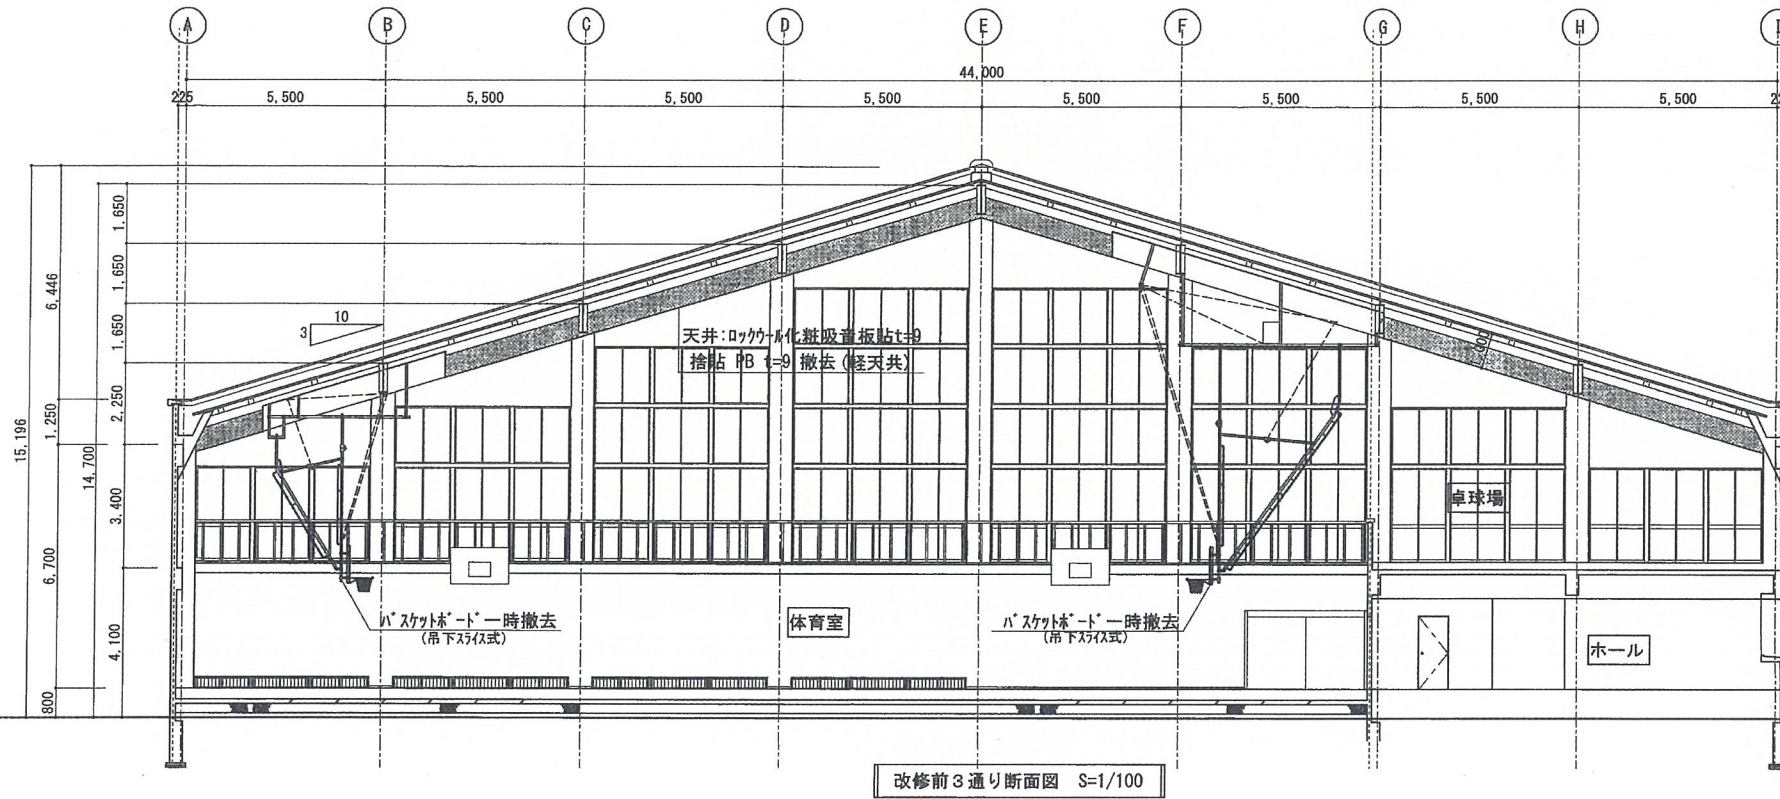 A B C D E F G H I
44,000
225 5,500 5,500 5,500 5,500 5,500 5,500 5,500 5,500
15,196
6,446
1,250
6,700
800
14,700
1,650
1,650
1,650
2,250
3,400
4,100
10
3
天井:ロックウール化粧吸音板貼t=9
捨貼 PB t=9 撤去(軽天共)
900
卓球場
バスケットボード一時撤去
(吊下スライス式)
体育室
バスケットボード一時撤去
(吊下スライス式)
ホール
改修前3通り断面図 S=1/100